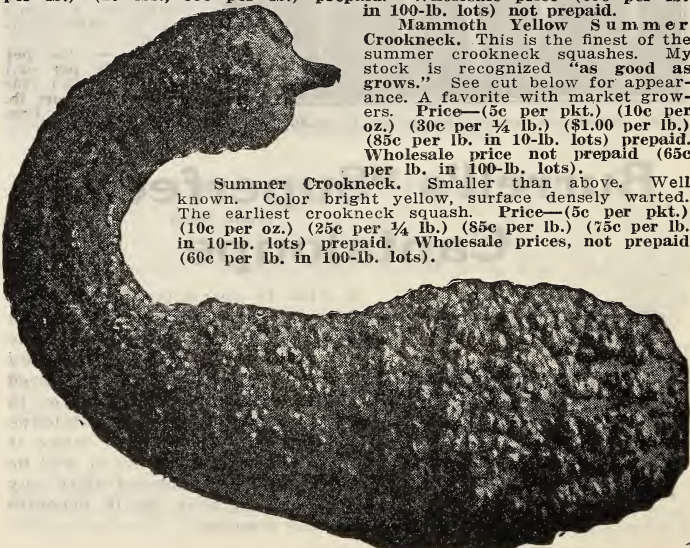 in 100-lb. lots) not prepaid.
Mammoth Yellow Summer
Crookneck. This is the finest of the
summer crookneck squashes. My
stock is recognized "as good as
grows." See cut below for appear-
ance. A favorite with market grow-
ers. Price—(5c per pkt.) (10c per
oz.) (30c per ¼ lb.) ($1.00 per lb.)
(85c per lb. in 10-lb. lots) prepaid.
Wholesale price not prepaid (65c
per lb. in 100-lb. lots).
Summer Crookneck. Smaller than above. Well
known. Color bright yellow, surface densely warted.
The earliest crookneck squash. Price—(5c per pkt.)
(10c per oz.) (25c per ¼ lb.) (85c per lb.) (75c per lb.
in 10-lb. lots) prepaid. Wholesale prices, not prepaid
(60c per lb. in 100-lb. lots).